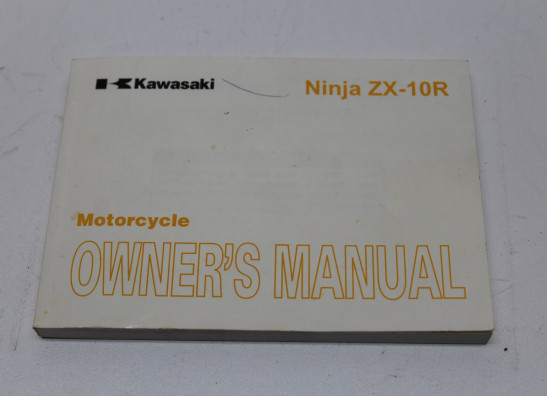 Kawasaki Ninja ZX-10R
Motorcycle
OWNER'S MANUAL